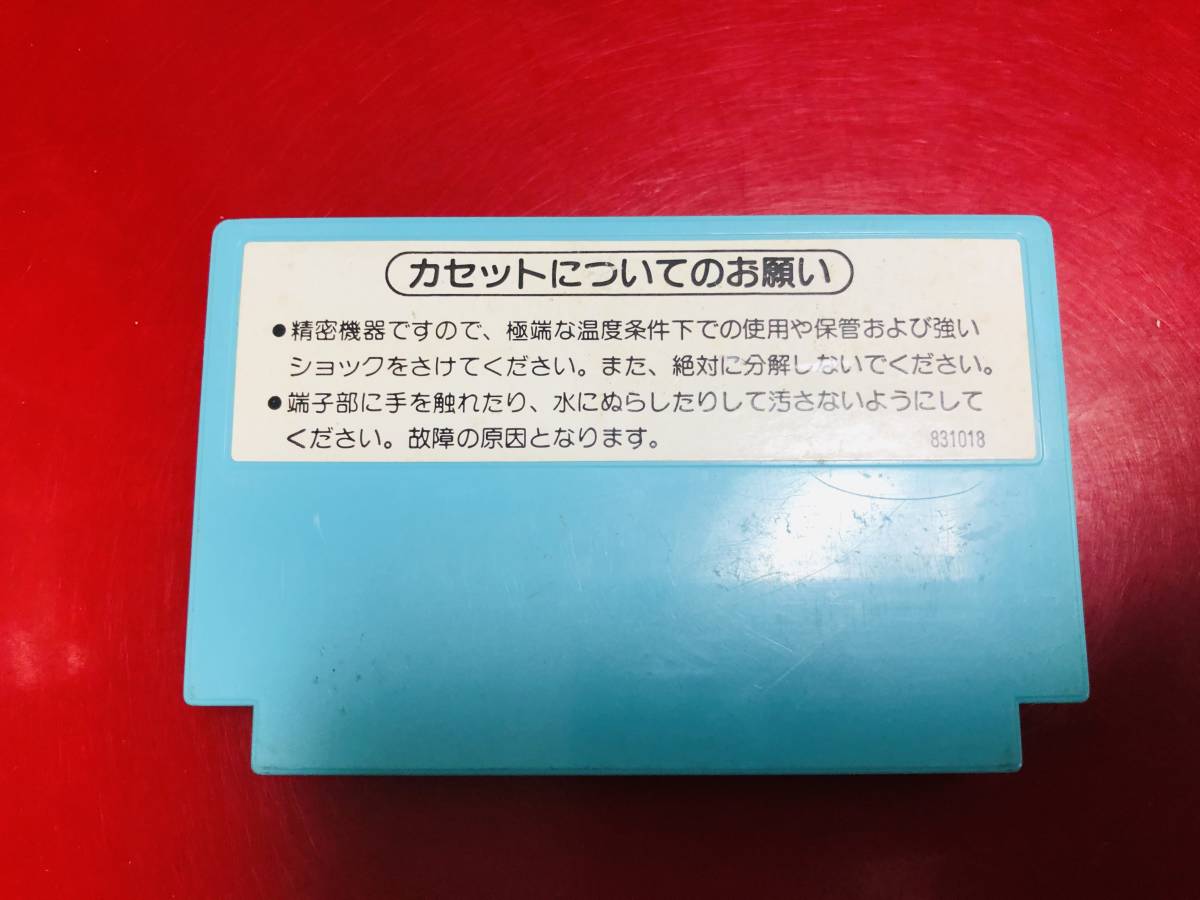 カセットについてのお願い
●精密機器ですので、極端な温度条件下での使用や保管および強い
ショックをさけてください。また、絶対に分解しないでください。
●端子部に手を触れたり、水にぬらしたりして汚さないようにして
ください。故障の原因となります。
831018